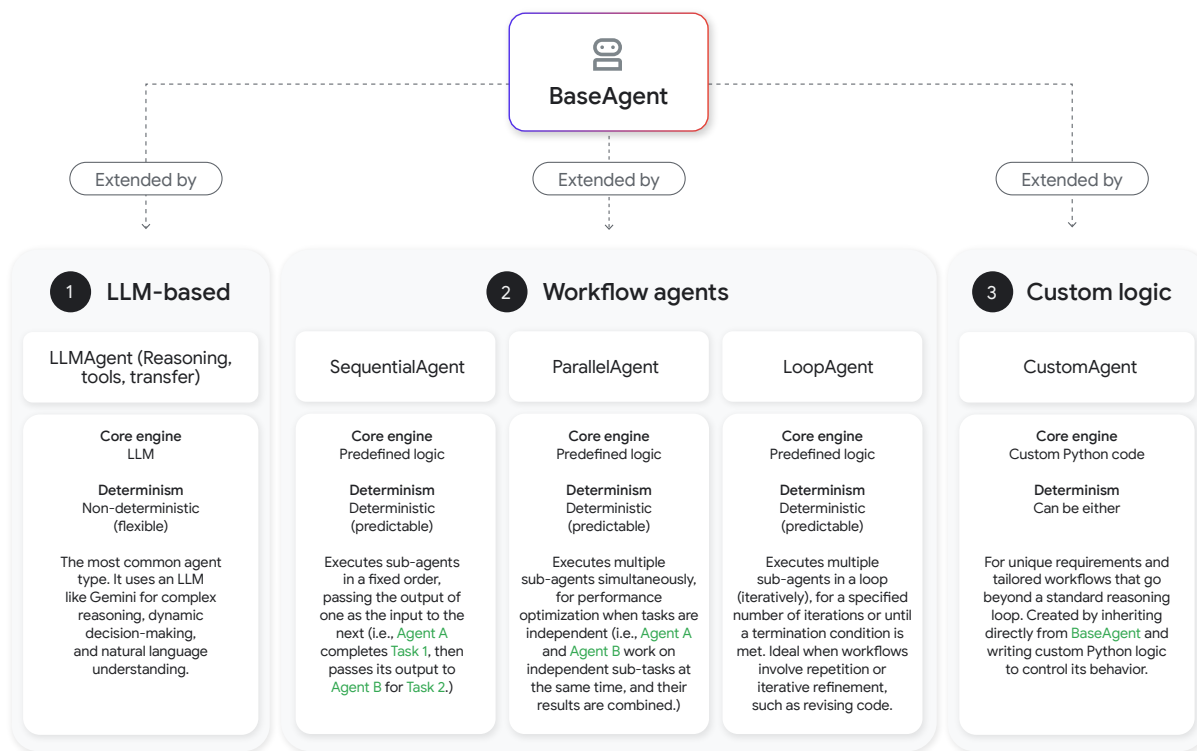 BaseAgent
Extended by
Extended by
Extended by
1 LLM-based
LLMAgent (Reasoning,
tools, transfer)
Core engine
LLM
Determinism
Non-deterministic
(flexible)
The most common agent
type. It uses an LLM
like Gemini for complex
reasoning, dynamic
decision-making,
and natural language
understanding.
2 Workflow agents
SequentialAgent
Core engine
Predefined logic
Determinism
Deterministic
(predictable)
Executes sub-agents
in a fixed order,
passing the output of
one as the input to the
next (i.e., Agent A
completes Task 1, then
passes its output to
Agent B for Task 2.)
ParallelAgent
Core engine
Predefined logic
Determinism
Deterministic
(predictable)
Executes multiple
sub-agents simultaneously,
for performance
optimization when tasks are
independent (i.e., Agent A
and Agent B work on
independent sub-tasks at
the same time, and their
results are combined.)
LoopAgent
Core engine
Predefined logic
Determinism
Deterministic
(predictable)
Executes multiple
sub-agents in a loop
(iteratively), for a specified
number of iterations or until
a termination condition is
met. Ideal when workflows
involve repetition or
iterative refinement,
such as revising code.
3 Custom logic
CustomAgent
Core engine
Custom Python code
Determinism
Can be either
For unique requirements and
tailored workflows that go
beyond a standard reasoning
loop. Created by inheriting
directly from BaseAgent and
writing custom Python logic
to control its behavior.